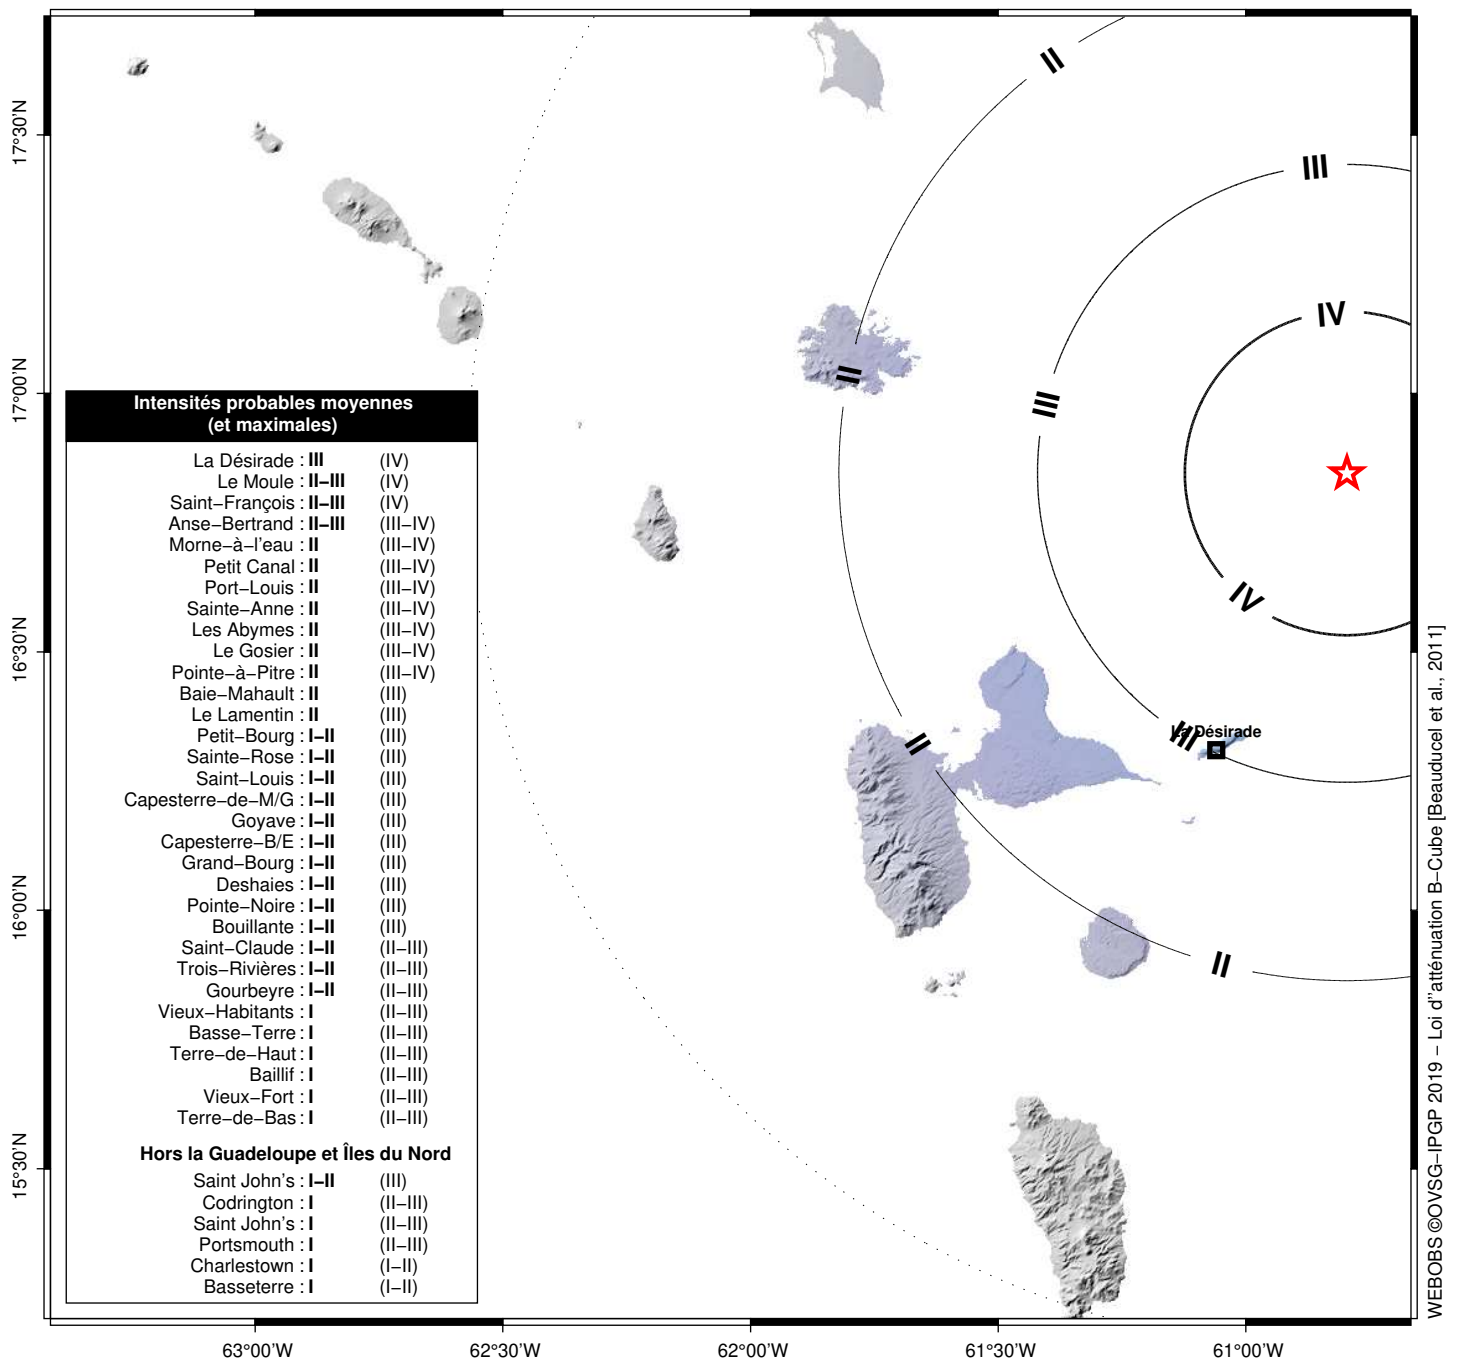 II
III
IV
17°30'N
17°00'N
16°30'N
16°00'N
15°30'N
II
III
IV
III
La Désirade
II
II
Intensités probables moyennes
(et maximales)
La Désirade : III (IV)
Le Moule : II–III (IV)
Saint–François : II–III (IV)
Anse–Bertrand : II–III (III–IV)
Morne–à–l'eau : II (III–IV)
Petit Canal : II (III–IV)
Port–Louis : II (III–IV)
Sainte–Anne : II (III–IV)
Les Abymes : II (III–IV)
Le Gosier : II (III–IV)
Pointe–à–Pitre : II (III–IV)
Baie–Mahault : II (III)
Le Lamentin : II (III)
Petit–Bourg : I–II (III)
Sainte–Rose : I–II (III)
Saint–Louis : I–II (III)
Capesterre–de–M/G : I–II (III)
Goyave : I–II (III)
Capesterre–B/E : I–II (III)
Grand–Bourg : I–II (III)
Deshaies : I–II (III)
Pointe–Noire : I–II (III)
Bouillante : I–II (III)
Saint–Claude : I–II (II–III)
Trois–Rivières : I–II (II–III)
Gourbeyre : I–II (II–III)
Vieux–Habitants : I (II–III)
Basse–Terre : I (II–III)
Terre–de–Haut : I (II–III)
Baillif : I (II–III)
Vieux–Fort : I (II–III)
Terre–de–Bas : I (II–III)
Hors la Guadeloupe et Îles du Nord
Saint John's : I–II (III)
Codrington : I (II–III)
Saint John's : I (II–III)
Portsmouth : I (II–III)
Charlestown : I (I–II)
Basseterre : I (I–II)
63°00'W
62°30'W
62°00'W
61°30'W
61°00'W
WEBOBS ©OVSG–IPGP 2019 – Loi d''atténuation B–Cube [Beauducel et al., 2011]